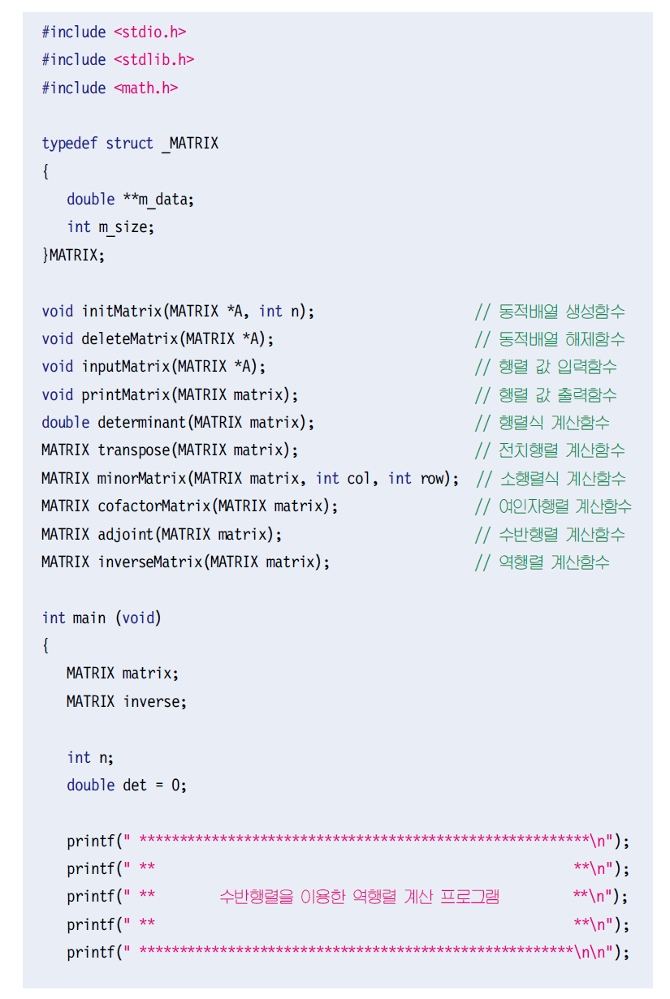 #include <stdio.h>
#include <stdlib.h>
#include <math.h>
typedef struct _MATRIX
{
double **m_data;
int m_size;
}MATRIX;
void initMatrix(MATRIX *A, int n); // 동적배열 생성함수
void deleteMatrix(MATRIX *A); // 동적배열 해제함수
void inputMatrix(MATRIX *A); // 행렬 값 입력함수
void printMatrix(MATRIX matrix); // 행렬 값 출력함수
double determinant(MATRIX matrix); // 행렬식 계산함수
MATRIX transpose(MATRIX matrix); // 전치행렬 계산함수
MATRIX minorMatrix(MATRIX matrix, int col, int row); // 소행렬식 계산함수
MATRIX cofactorMatrix(MATRIX matrix); // 여인자행렬 계산함수
MATRIX adjoint(MATRIX matrix); // 수반행렬 계산함수
MATRIX inverseMatrix(MATRIX matrix); // 역행렬 계산함수
int main (void)
{
MATRIX matrix;
MATRIX inverse;
int n;
double det = 0;
printf(" ********************************************************\n");
printf(" **                                                    **\n");
printf(" **        수반행렬을 이용한 역행렬 계산 프로그램         **\n");
printf(" **                                                    **\n");
printf(" ******************************************************\n\n");